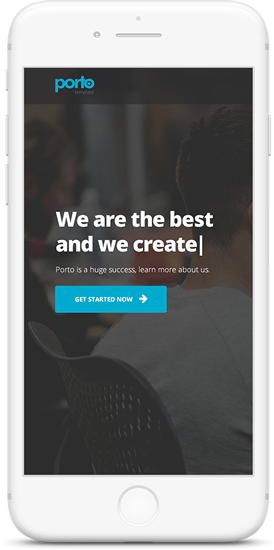 porto
template
We are the best
and we create|
Porto is a huge success, learn more about us.
GET STARTED NOW